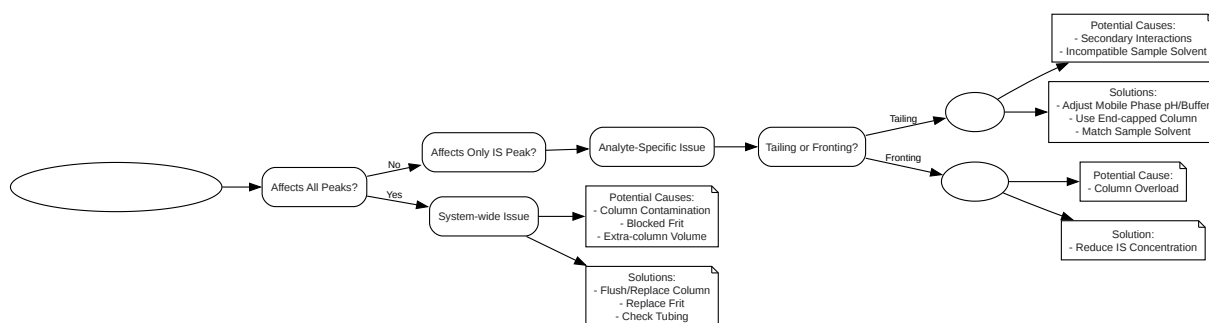 Potential Causes:
- Secondary Interactions
- Incompatible Sample Solvent
Solutions:
- Adjust Mobile Phase pH/Buffer
- Use End-capped Column
- Match Sample Solvent
Tailing
Affects Only IS Peak?
Analyte-Specific Issue
Tailing or Fronting?
No
Fronting
Affects All Peaks?
Potential Cause:
- Column Overload
Yes
System-wide Issue
Potential Causes:
- Column Contamination
- Blocked Frit
- Extra-column Volume
Solution:
- Reduce IS Concentration
Solutions:
- Flush/Replace Column
- Replace Frit
- Check Tubing